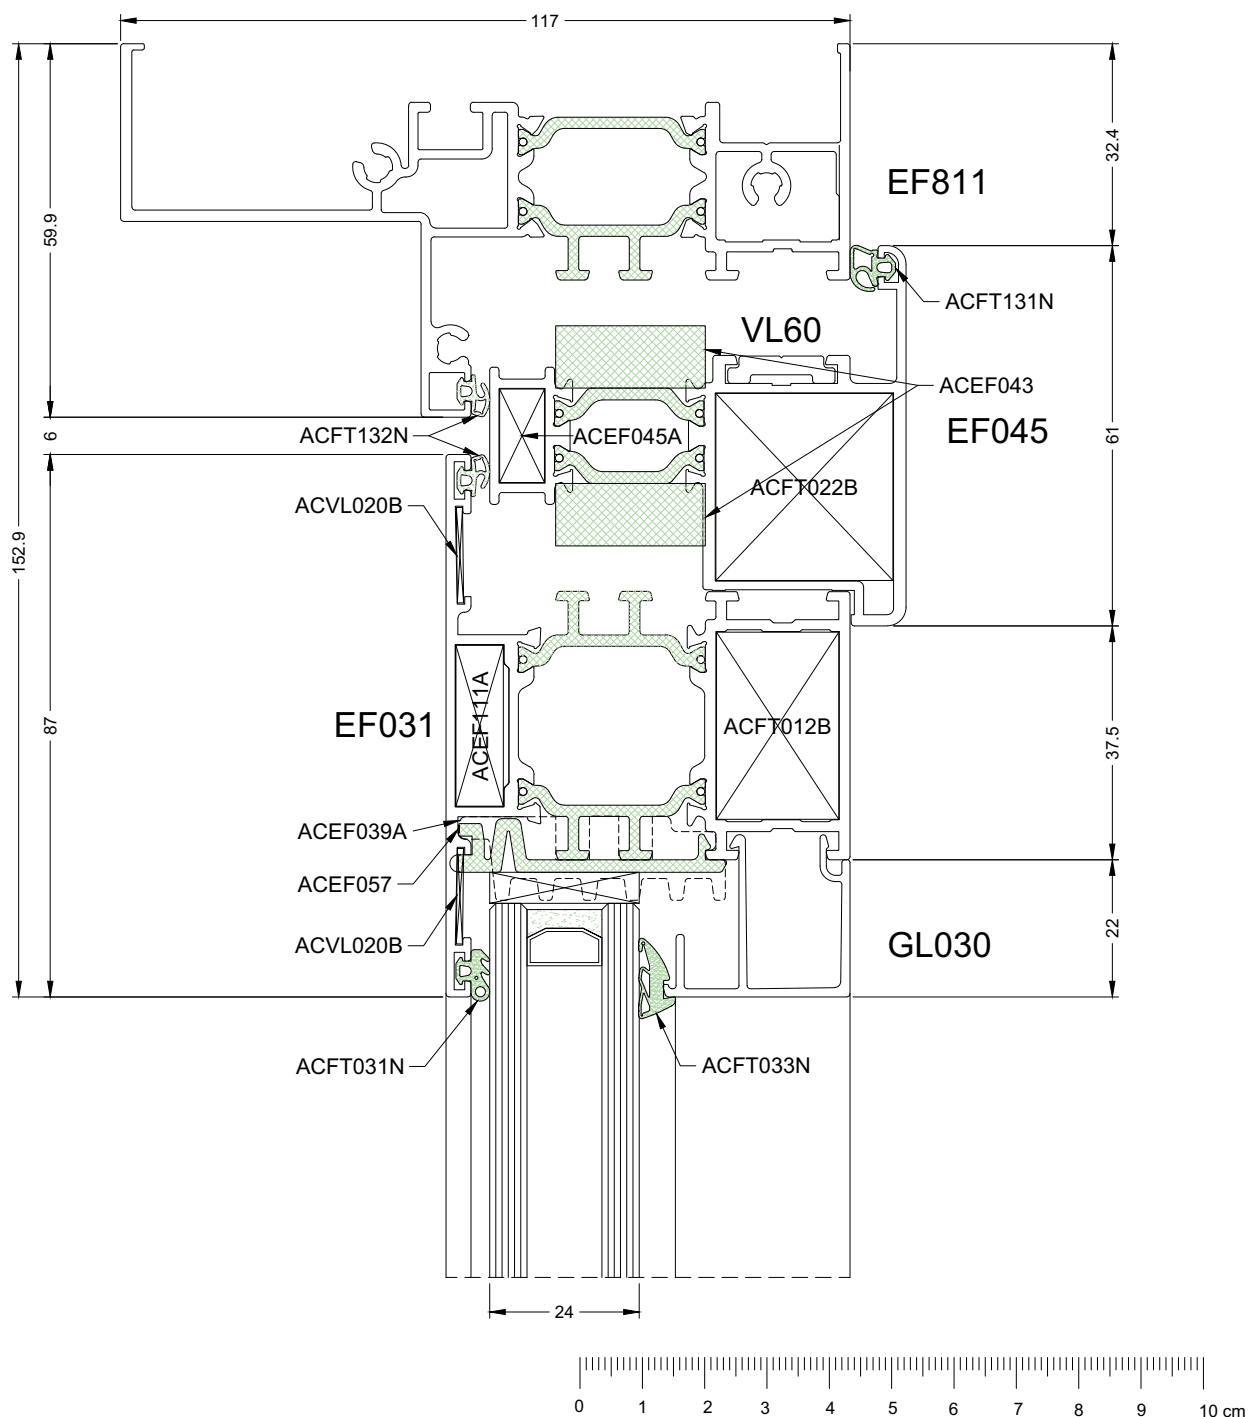 117
32.4
59.9
EF811
ACFT131N
VL60
ACEF043
ACFT132N
ACEF045A
EF045
6
61
ACFT022B
ACVL020B
152.9
EF031
ACEF111A
ACFT012B
37.5
87
ACEF039A
ACEF057
ACVL020B
GL030
22
ACFT031N
ACFT033N
24
0 1 2 3 4 5 6 7 8 9 10 cm